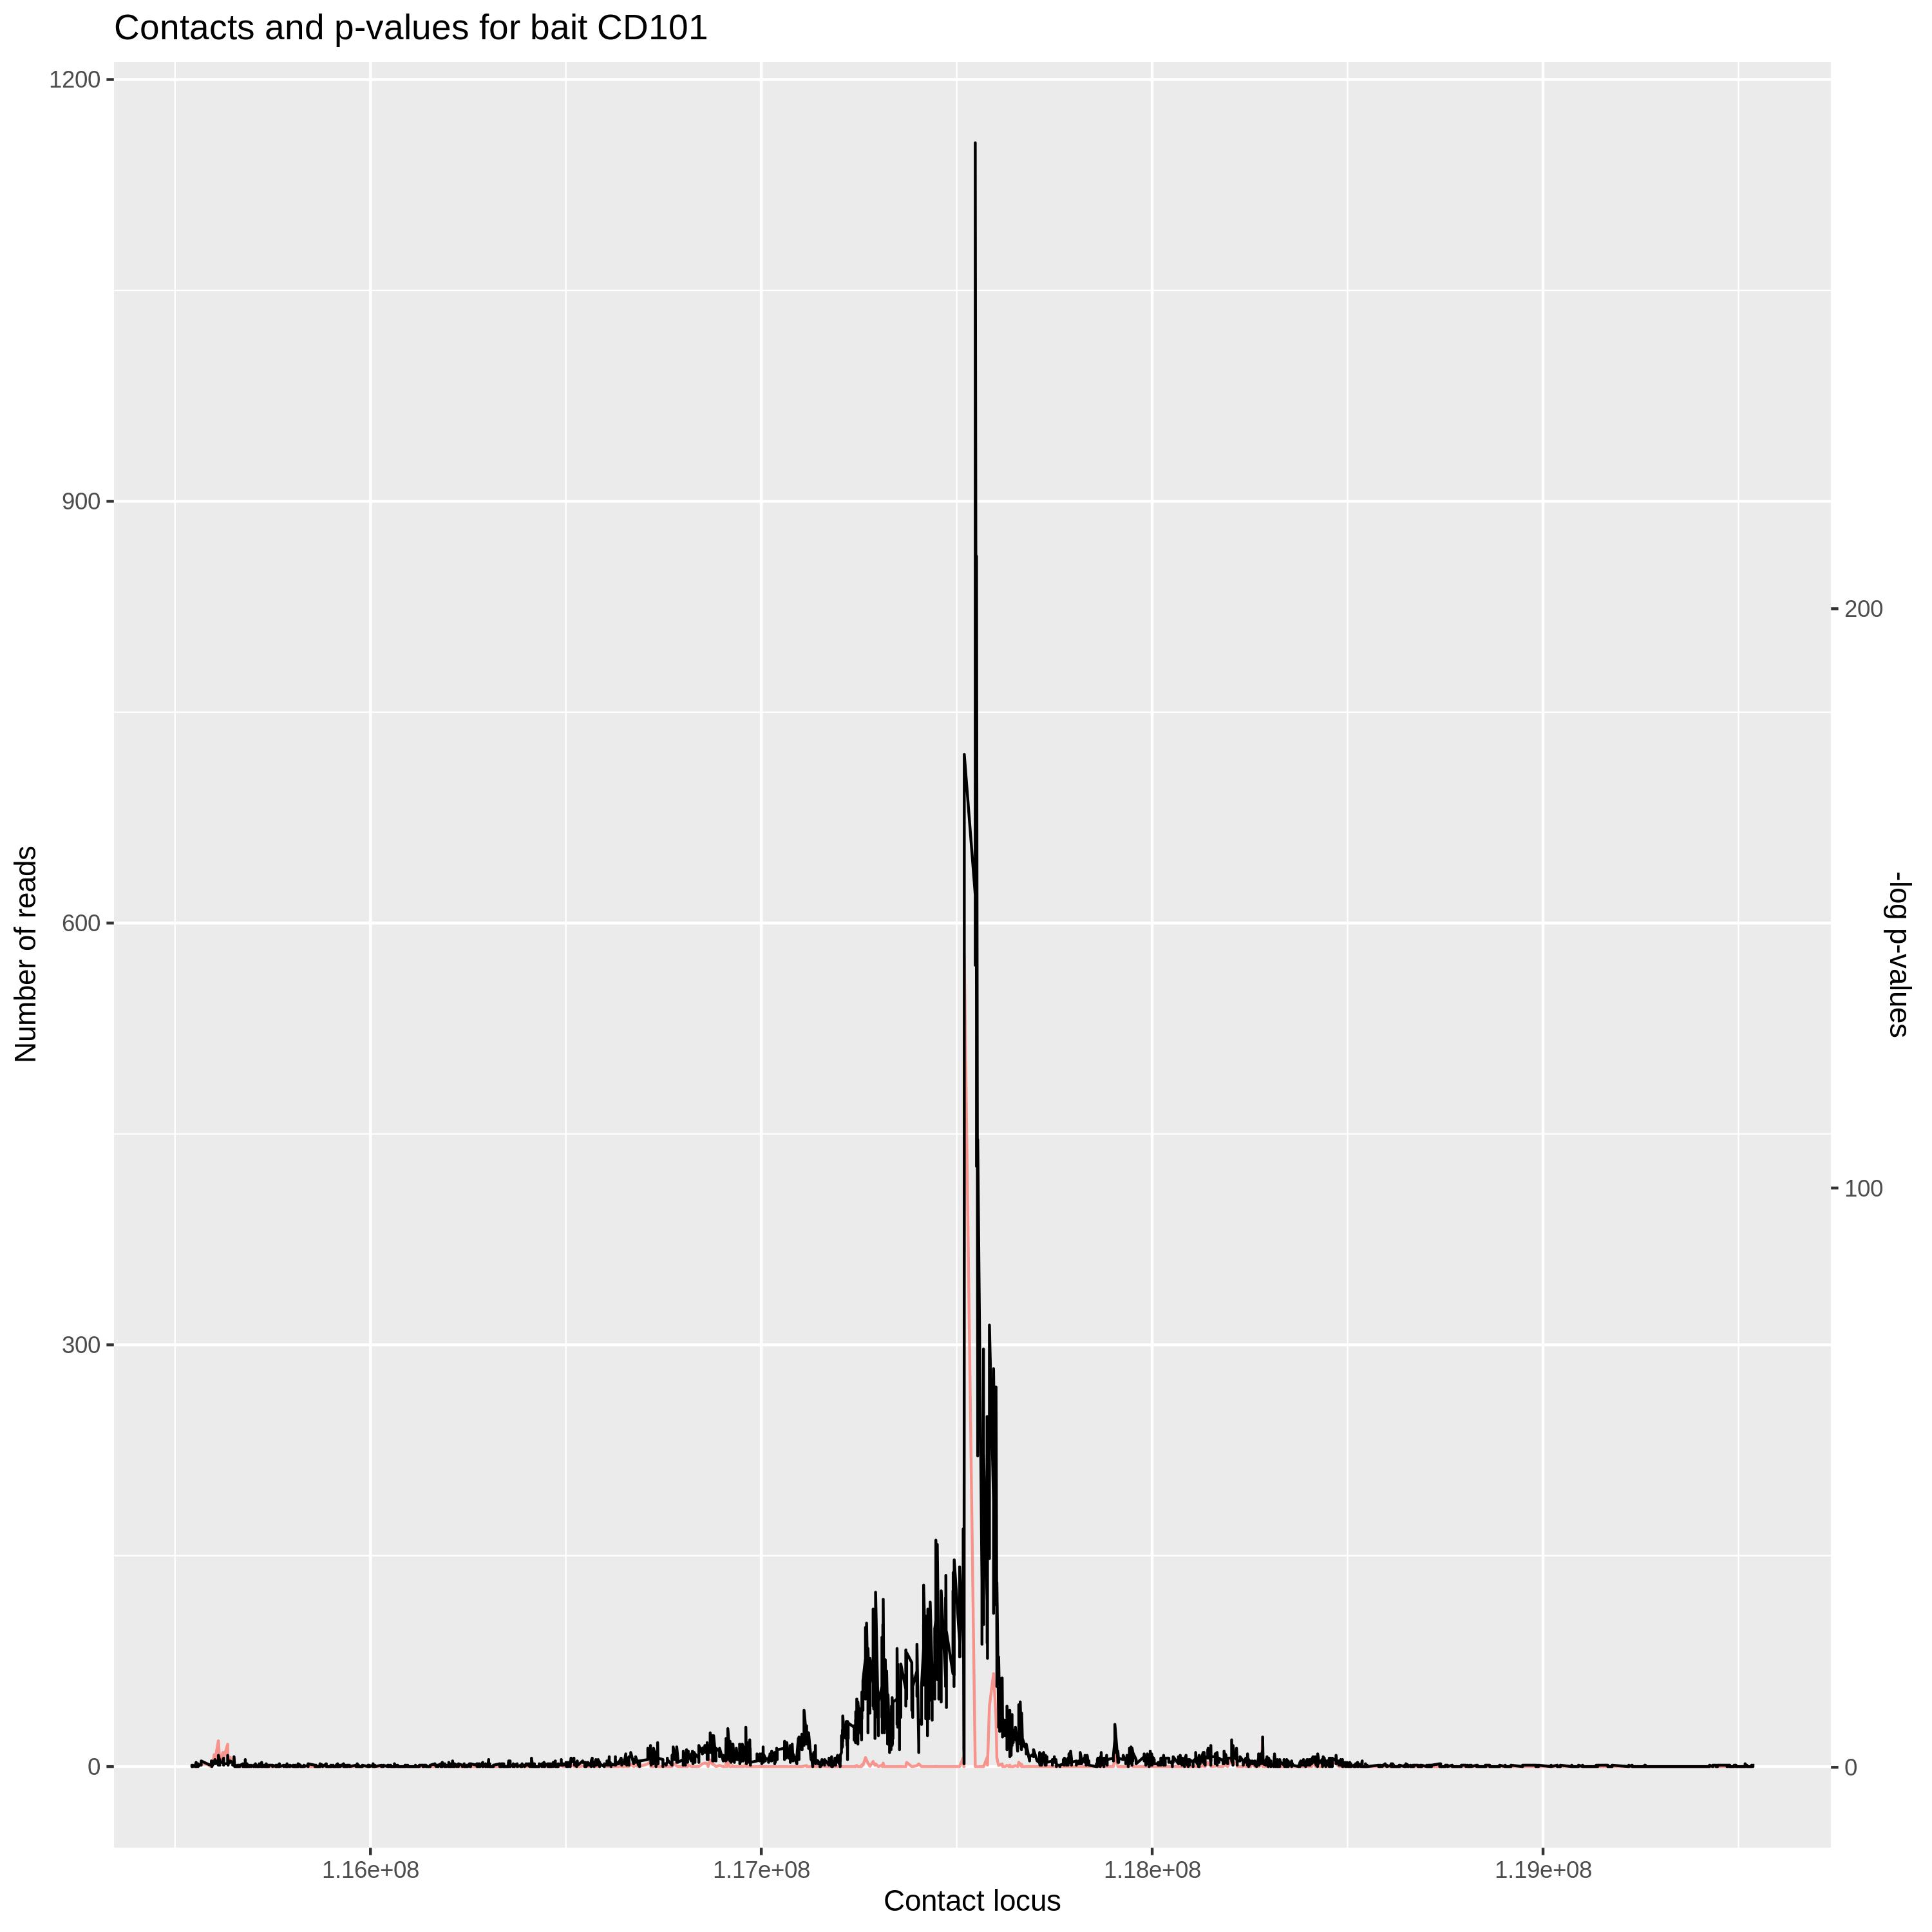 Contacts and p-values for bait CD101
1200
900
600
300
0
Number of reads
200
100
0
-log p-values
1.16e+08
1.17e+08
1.18e+08
1.19e+08
Contact locus